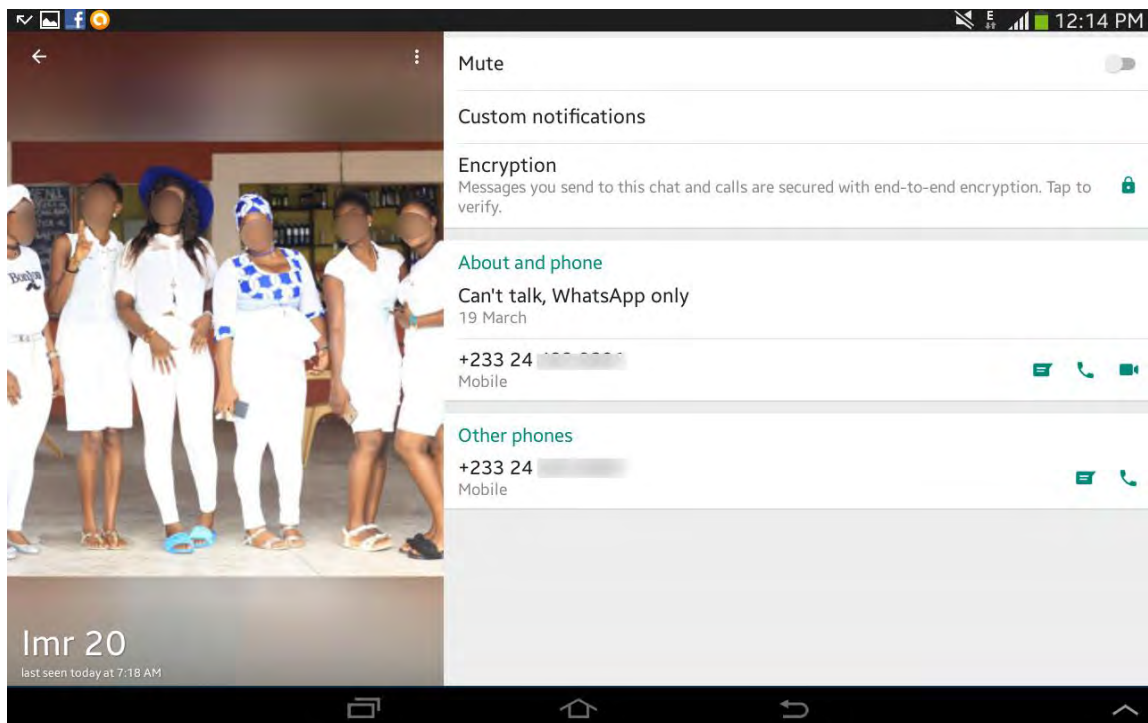 E
12:14 PM
Mute
Custom notifications
Encryption
Messages you send to this chat and calls are secured with end-to-end encryption. Tap to
verify.
About and phone
Can't talk, WhatsApp only
19 March
+233 24
Mobile
Other phones
+233 24
Mobile
Bonjou
lmr 20
last seen today at 7:18 AM